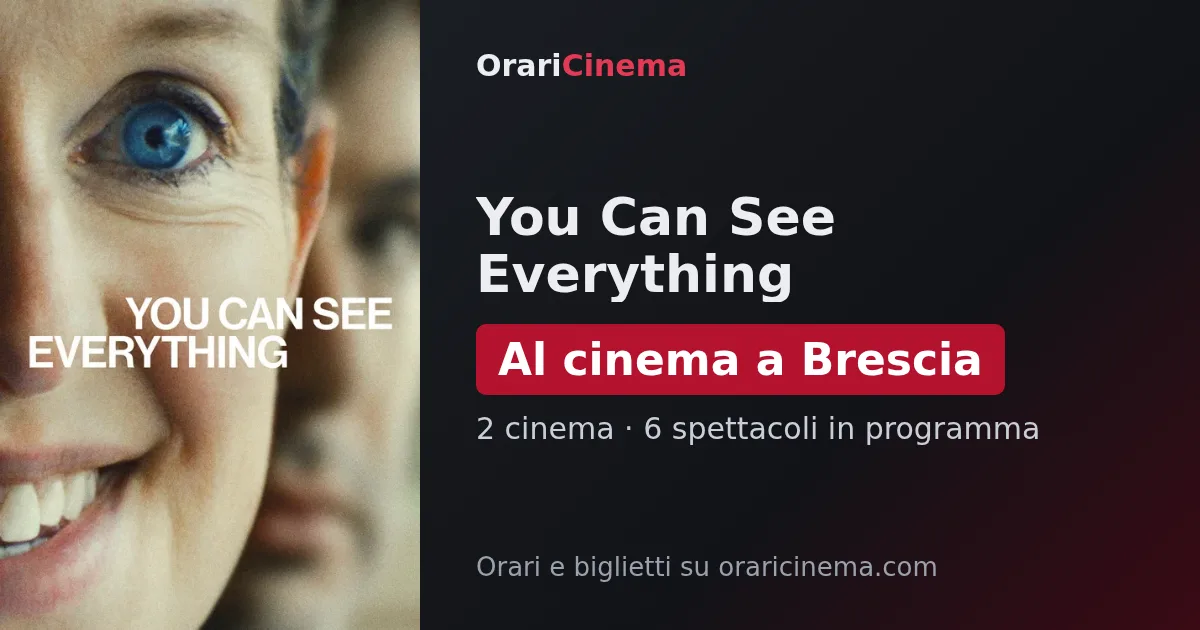 YOU CAN SEE
EVERYTHING
OrariCinema
You Can See
Everything
Al cinema a Brescia
2 cinema · 6 spettacoli in programma
Orari e biglietti su oraricinema.com